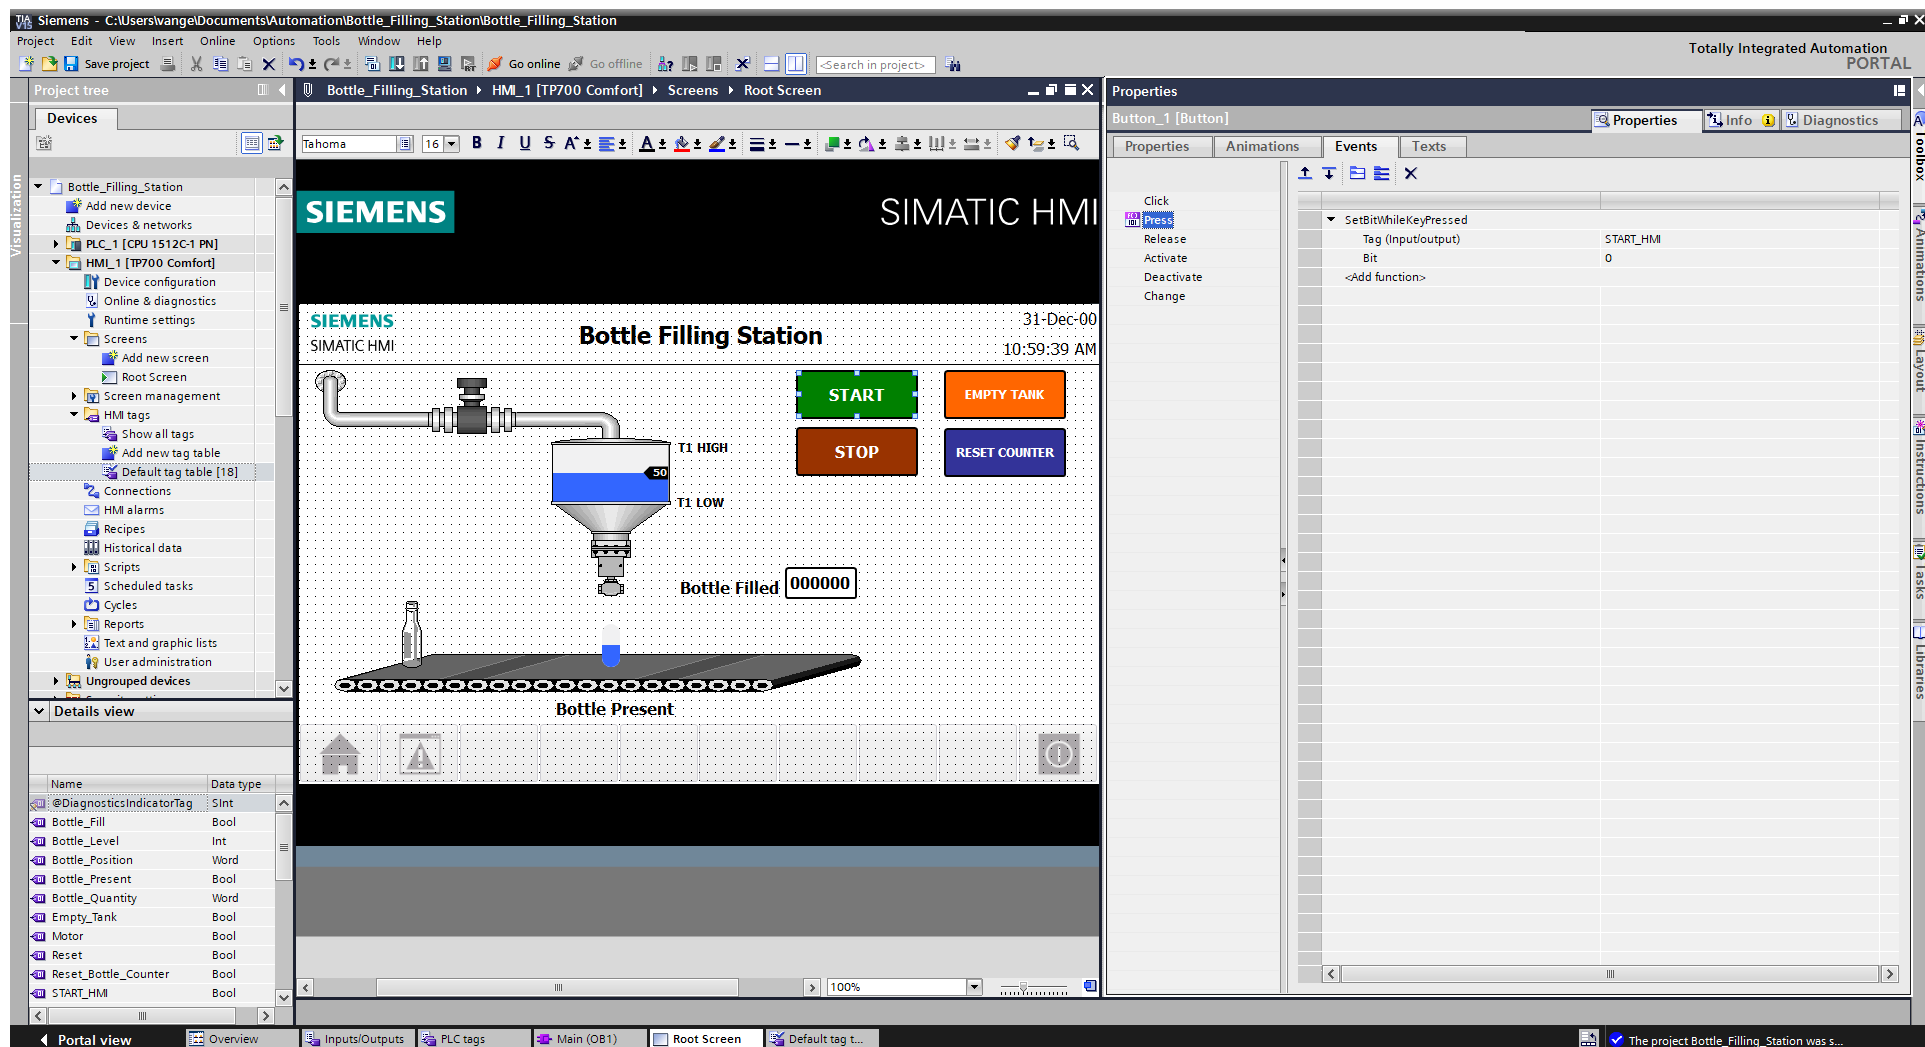 Siemens - C:\Users\vange\Documents\Automation\Bottle_Filling_Station\Bottle_Filling_Station
Project Edit View Insert Online Options Tools Window Help
Totally Integrated Automation
PORTAL
Save project
Go online
Go offline
<Search in project>
Project tree
Devices
Visualization
Bottle_Filling_Station
Add new device
Devices & networks
PLC_1 [CPU 1512C-1 PN]
HMI_1 [TP700 Comfort]
Device configuration
Online & diagnostics
Runtime settings
Screens
Add new screen
Root Screen
Screen management
HMI tags
Show all tags
Add new tag table
Default tag table [18]
Connections
HMI alarms
Recipes
Historical data
Scripts
Scheduled tasks
Cycles
Reports
Text and graphic lists
User administration
Ungrouped devices
Details view
Name Data type
@DiagnosticsIndicatorTag SInt
Bottle_Fill Bool
Bottle_Level Int
Bottle_Position Word
Bottle_Present Bool
Bottle_Quantity Word
Empty_Tank Bool
Motor Bool
Reset Bool
Reset_Bottle_Counter Bool
START_HMI Bool
Bottle_Filling_Station HMI_1 [TP700 Comfort] Screens Root Screen
Tahoma 16 B I U S A A
SIEMENS
SIMATIC HMI
SIEMENS
SIMATIC HMI
Bottle Filling Station
31-Dec-00
10:59:39 AM
START
EMPTY TANK
STOP
RESET COUNTER
T1 HIGH
50
T1 LOW
Bottle Filled 000000
Bottle Present
100%
Properties
Button_1 [Button]
Properties Info Diagnostics
Properties Animations Events Texts
Click
Press
Release
Activate
Deactivate
Change
SetBitWhileKeyPressed
Tag (Input/output) START_HMI
Bit 0
<Add function>
Toolbox
Animations
Layout
Instructions
Tasks
Libraries
Portal view
Overview
Inputs/Outputs
PLC tags
Main (OB1)
Root Screen
Default tag t...
The project Bottle_Filling_Station was s...